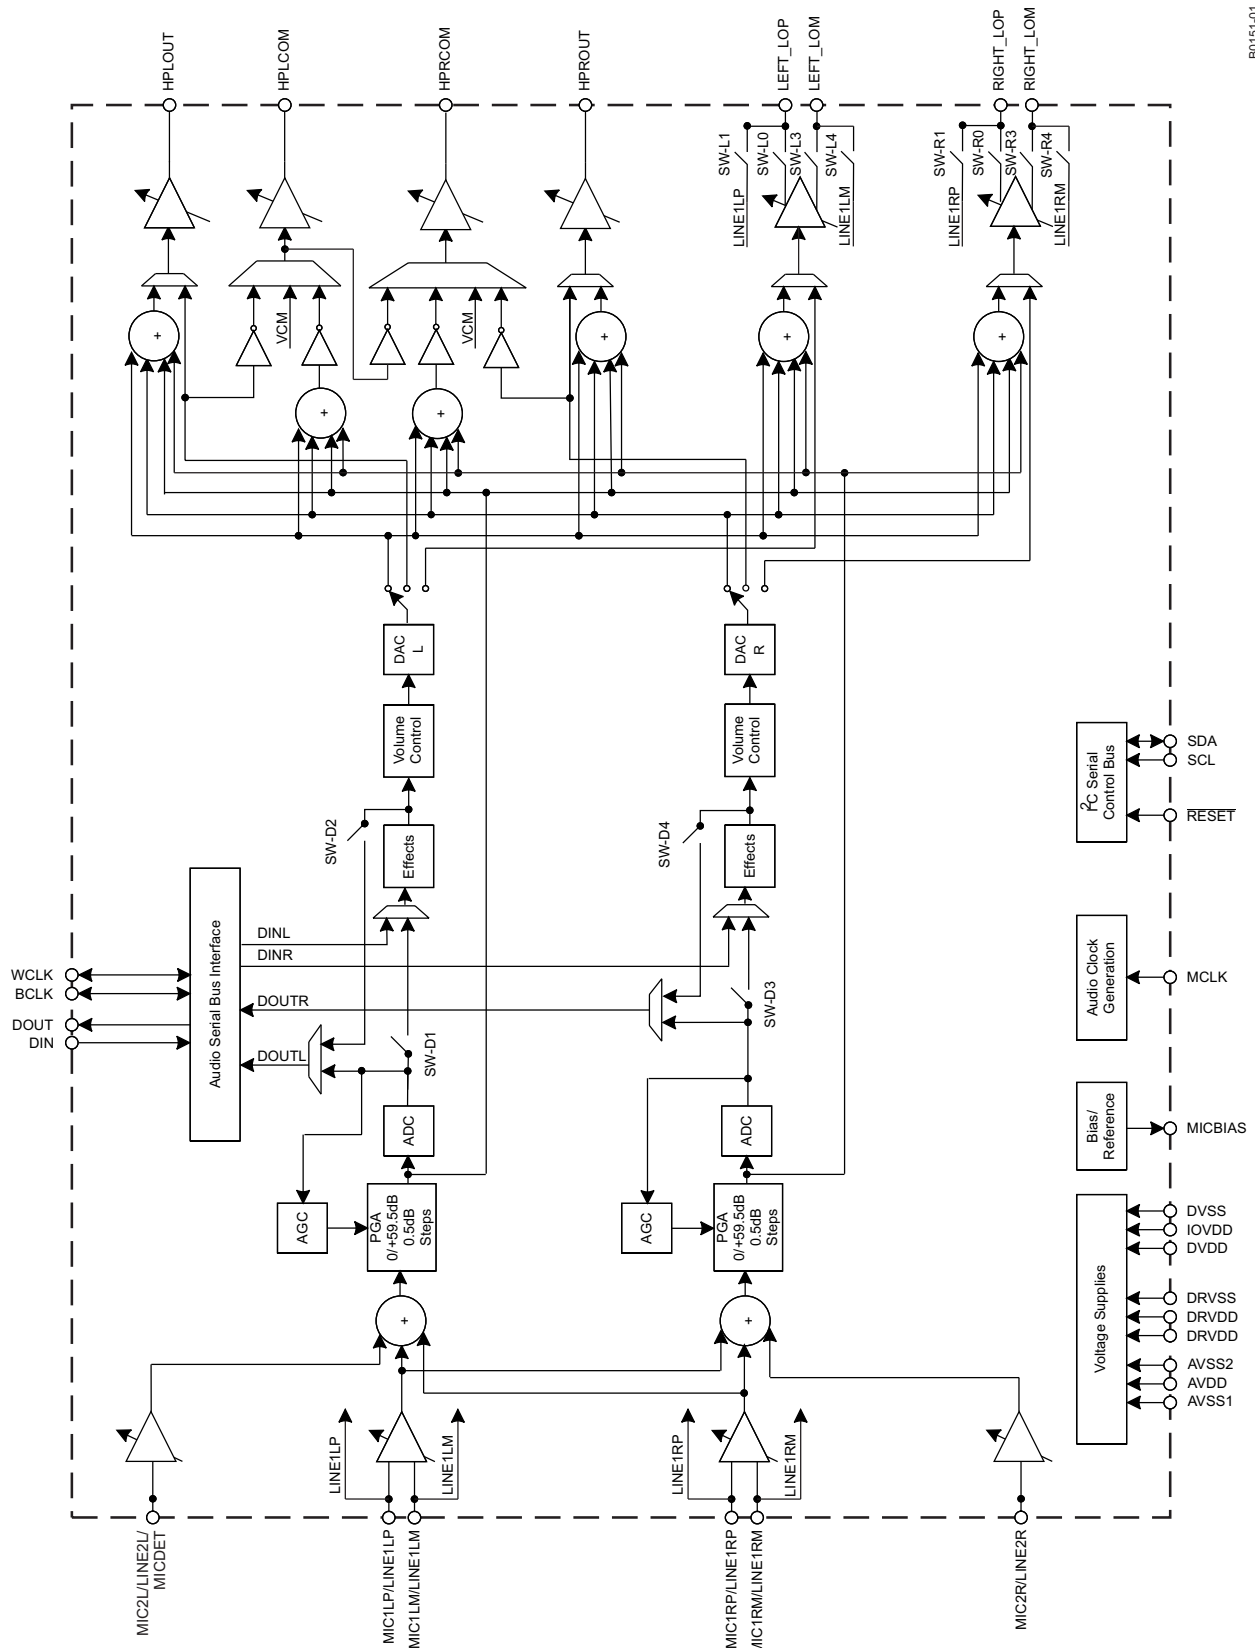 B0151-01
HPLOUT
HPLCOM
HPRCOM
HPROUT
LEFT_LOP
LEFT_LOM
RIGHT_LOP
RIGHT_LOM
SW-L1
SW-L0
SW-L3
SW-L4
LINE1LP
LINE1LM
SW-R1
SW-R0
SW-R3
SW-R4
LINE1RP
LINE1RM
VCM
VCM
+
+
+
+
+
+
DAC
L
DAC
R
Volume
Control
Volume
Control
SW-D2
Effects
SW-D4
Effects
I2C Serial
Control Bus
SDA
SCL
RESET
Audio Serial Bus Interface
DINL
DINR
DOUTR
DOUTL
WCLK
BCLK
DOUT
DIN
SW-D1
SW-D3
Audio Clock
Generation
MCLK
ADC
ADC
Bias/
Reference
MICBIAS
AGC
PGA
0/+59.5dB
0.5dB
Steps
AGC
PGA
0/+59.5dB
0.5dB
Steps
Voltage Supplies
DVSS
IOVDD
DVDD
DRVSS
DRVDD
DRVDD
AVSS2
AVDD
AVSS1
+
+
LINE1LP
LINE1LM
LINE1RP
LINE1RM
MIC2L/LINE2L/
MICDET
MIC1LP/LINE1LP
MIC1LM/LINE1LM
MIC1RP/LINE1RP
MIC1RM/LINE1RM
MIC2R/LINE2R